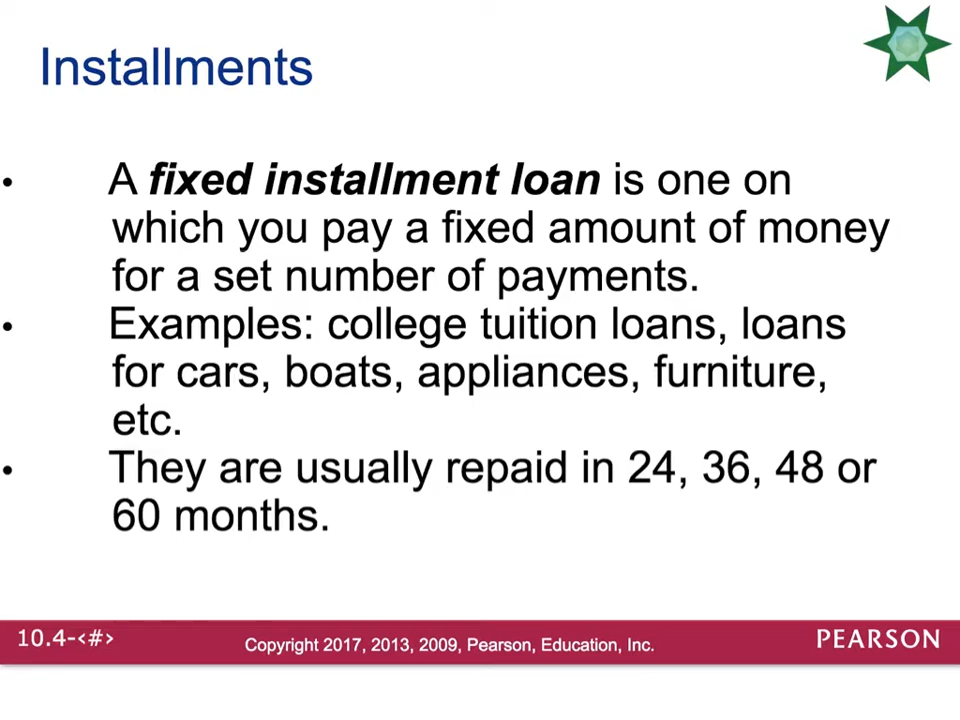 Installments
• A fixed installment loan is one on
which you pay a fixed amount of money
for a set number of payments.
• Examples: college tuition loans, loans
for cars, boats, appliances, furniture,
etc.
• They are usually repaid in 24, 36, 48 or
60 months.
10.4-‹#›
Copyright 2017, 2013, 2009, Pearson, Education, Inc.
PEARSON